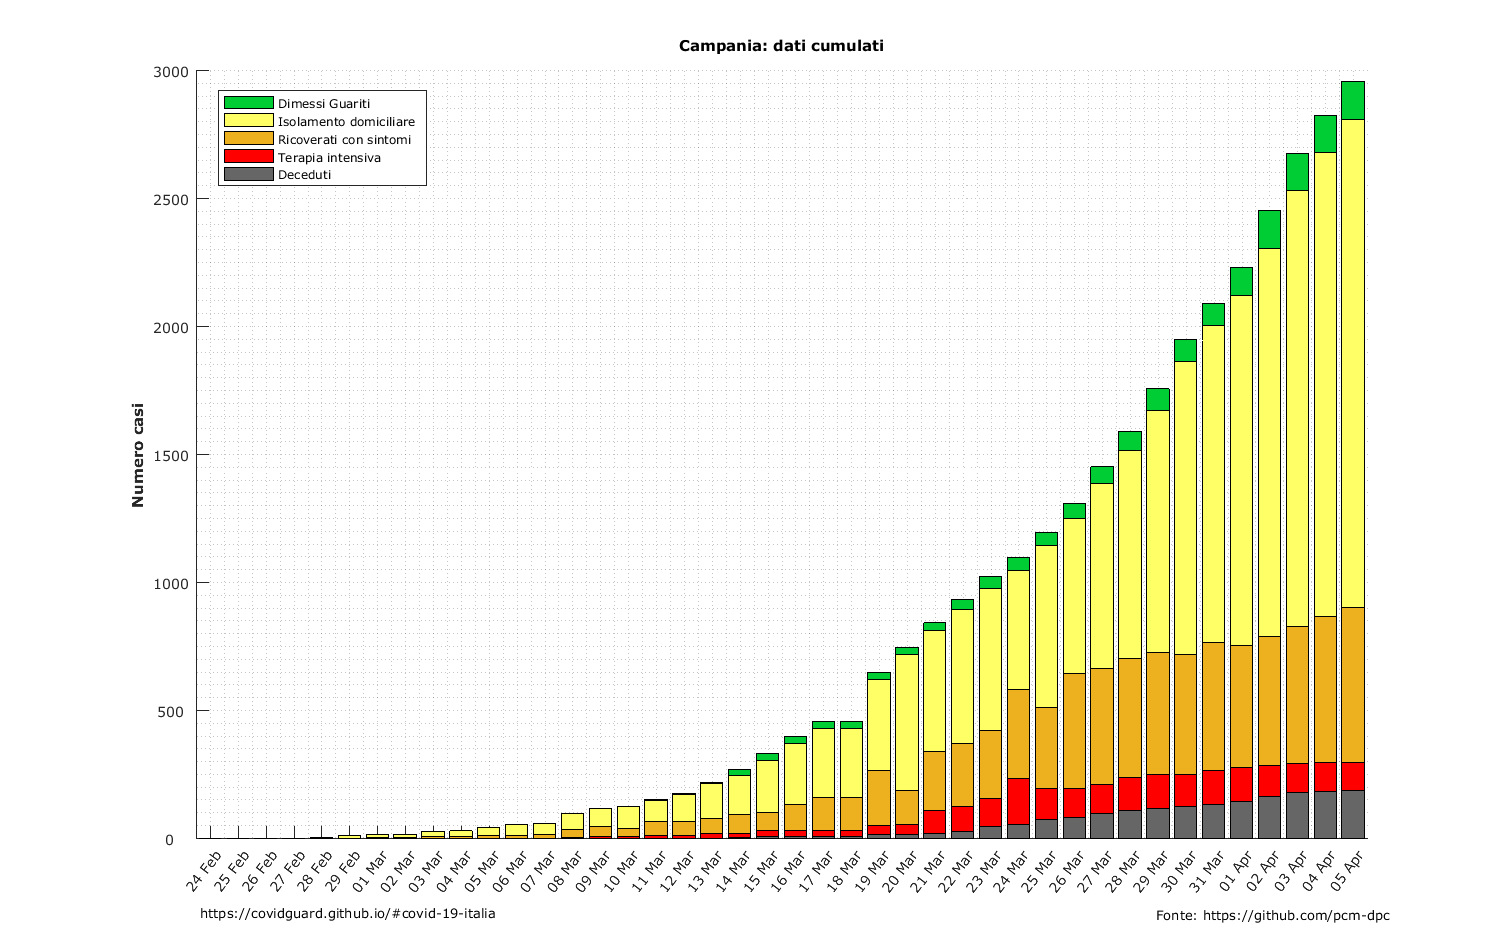 Campania: dati cumulati
3000
2500
2000
1500
1000
500
0
Numero casi
Dimessi Guariti
Isolamento domiciliare
Ricoverati con sintomi
Terapia intensiva
Deceduti
24 Feb
25 Feb
26 Feb
27 Feb
28 Feb
29 Feb
01 Mar
02 Mar
03 Mar
04 Mar
05 Mar
06 Mar
07 Mar
08 Mar
09 Mar
10 Mar
11 Mar
12 Mar
13 Mar
14 Mar
15 Mar
16 Mar
17 Mar
18 Mar
19 Mar
20 Mar
21 Mar
22 Mar
23 Mar
24 Mar
25 Mar
26 Mar
27 Mar
28 Mar
29 Mar
30 Mar
31 Mar
01 Apr
02 Apr
03 Apr
04 Apr
05 Apr
https://covidguard.github.io/#covid-19-italia
Fonte: https://github.com/pcm-dpc